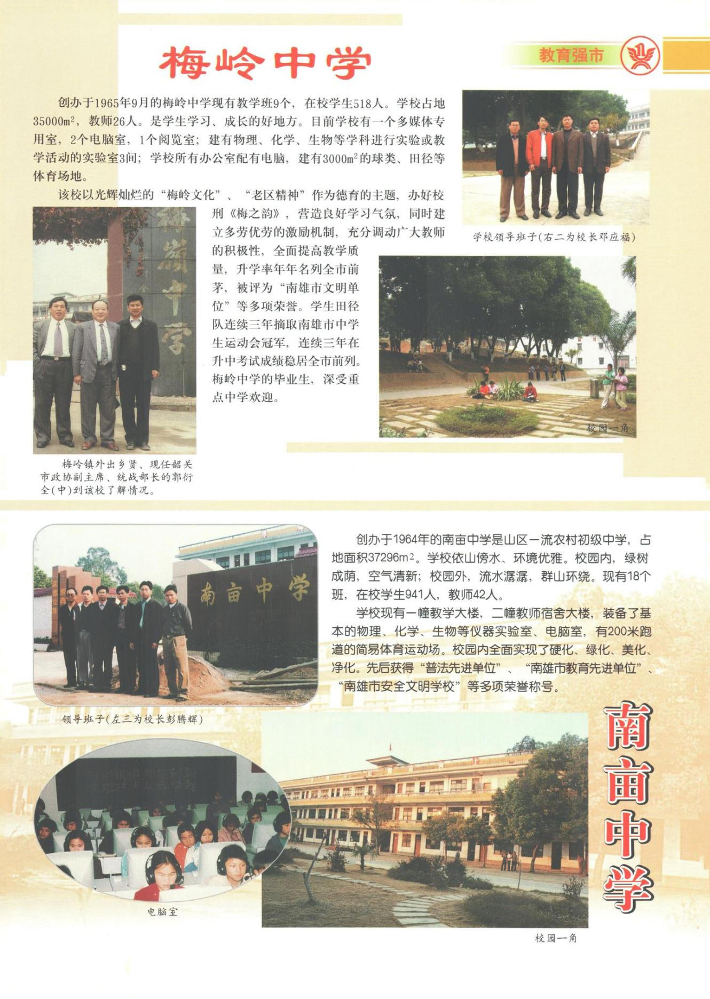 梅岭中学
教育强市
创办于1965年9月的梅岭中学现有教学班9个，在校学生518人。学校占地
35000m²，教师26人。是学生学习、成长的好地方。目前学校有一个多媒体专
用室，2个电脑室，1个阅览室；建有物理、化学、生物等学科进行实验或教
学活动的实验室3间；学校所有办公室配有电脑，建有3000m²的球类、田径等
体育场地。
该校以光辉灿烂的“梅岭文化”、“老区精神”作为德育的主题，办好校
刑《梅之韵》，营造良好学习气氛，同时建
立多劳优劳的激励机制，充分调动广大教师
的积极性，全面提高教学质
量，升学率年年名列全市前
茅，被评为“南雄市文明单
位”等多项荣誉。学生田径
队连续三年摘取南雄市中学
生运动会冠军，连续三年在
升中考试成绩稳居全市前列。
梅岭中学的毕业生，深受重
点中学欢迎。
学校领导班子(右二为校长邓应福)
梅嶺中学
校园一角
梅岭镇外出乡贤、现任韶关
市政协副主席、统战部长的郭衍
全(中)到该校了解情况。
南亩中学
领导班子(左三为校长彭腾辉)
创办于1964年的南亩中学是山区一流农村初级中学，占
地面积37296m²。学校依山傍水、环境优雅。校园内，绿树
成荫，空气清新；校园外，流水潺潺，群山环绕。现有18个
班，在校学生941人，教师42人。
学校现有一幢教学大楼，二幢教师宿舍大楼，装备了基
本的物理、化学、生物等仪器实验室、电脑室，有200米跑
道的简易体育运动场。校园内全面实现了硬化、绿化、美化、
净化。先后获得“普法先进单位”、“南雄市教育先进单位”、
“南雄市安全文明学校”等多项荣誉称号。
南亩中学
电脑室
校园一角